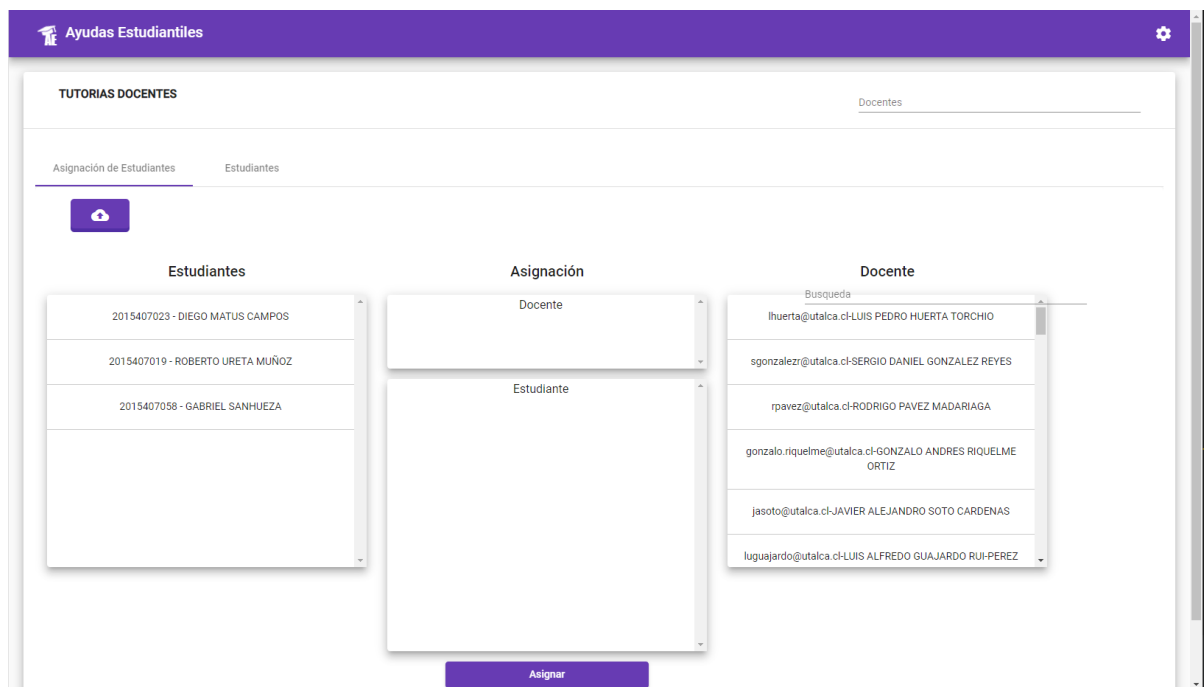 Ayudas Estudiantiles
TUTORIAS DOCENTES
Docentes
Asignación de Estudiantes
Estudiantes
Estudiantes
Asignación
Docente
2015407023 - DIEGO MATUS CAMPOS
2015407019 - ROBERTO URETA MUÑOZ
2015407058 - GABRIEL SANHUEZA
Docente
Estudiante
Asignar
Busqueda
lhuerta@utalca.cl-LUIS PEDRO HUERTA TORCHIO
sgonzalezr@utalca.cl-SERGIO DANIEL GONZALEZ REYES
rpavez@utalca.cl-RODRIGO PAVEZ MADARIAGA
gonzalo.riquelme@utalca.cl-GONZALO ANDRES RIQUELME
ORTIZ
jasoto@utalca.cl-JAVIER ALEJANDRO SOTO CARDENAS
luguajardo@utalca.cl-LUIS ALFREDO GUAJARDO RUI-PEREZ